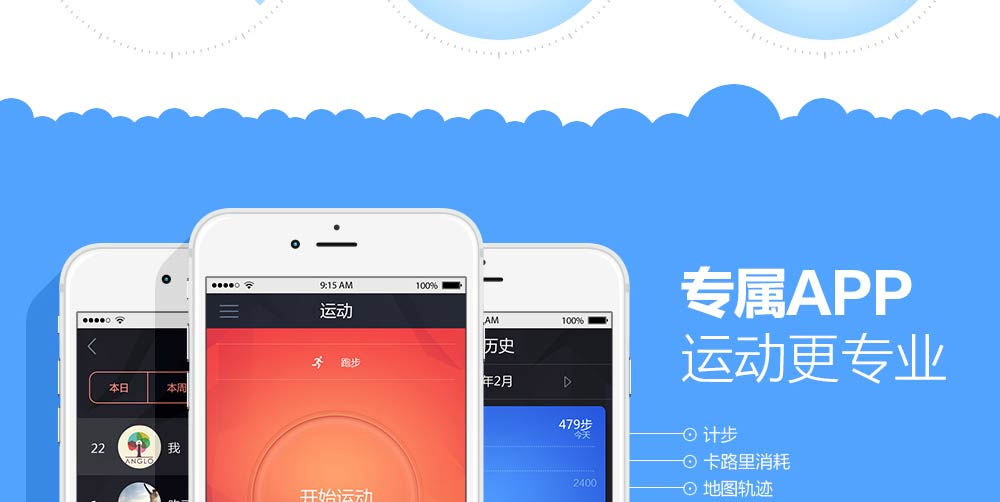 9:15 AM
100%
运动
跑步
开始运动
AM
100%
历史
年2月
479步
今天
2400
本日
本周
22
ANGLO
我
专属APP
运动更专业
计步
卡路里消耗
地图轨迹